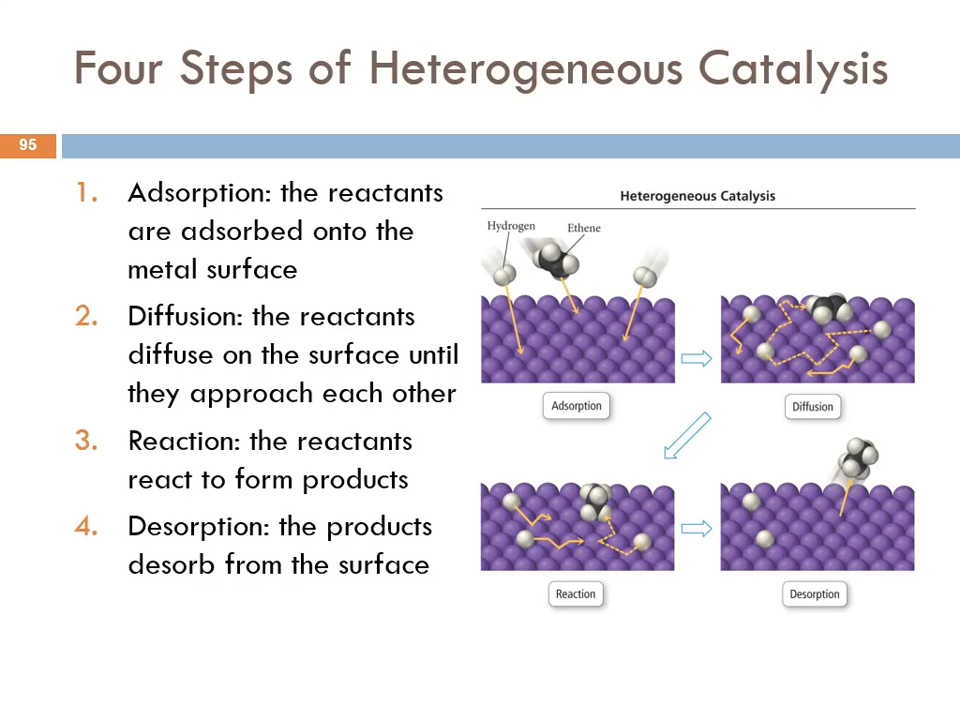 Four Steps of Heterogeneous Catalysis
95
1. Adsorption: the reactants
are adsorbed onto the
metal surface
2. Diffusion: the reactants
diffuse on the surface until
they approach each other
3. Reaction: the reactants
react to form products
4. Desorption: the products
desorb from the surface
Heterogeneous Catalysis
Hydrogen
Ethene
Adsorption
Diffusion
Reaction
Desorption